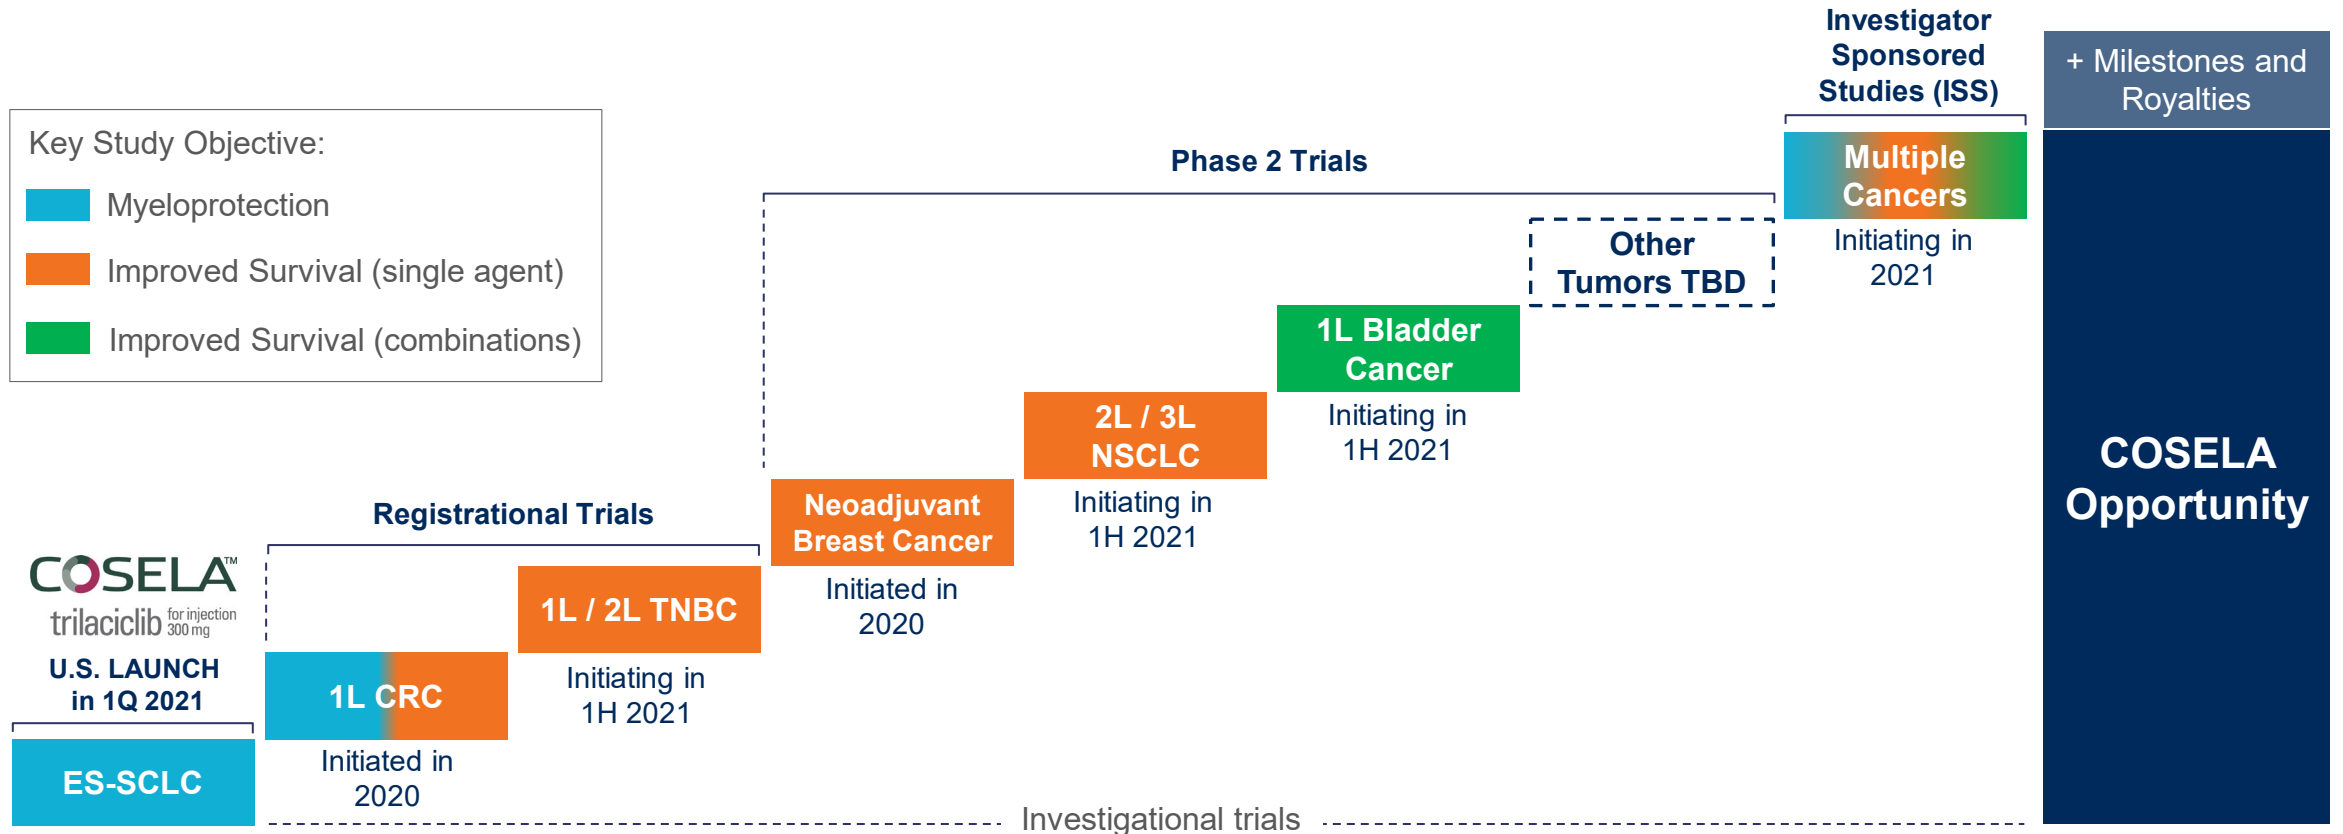 Key Study Objective:
Myeloprotection
Improved Survival (single agent)
Improved Survival (combinations)
COSELA™
trilaciclib for injection
300 mg
U.S. LAUNCH
in 1Q 2021
ES-SCLC
Registrational Trials
1L CRC
Initiated in
2020
1L / 2L TNBC
Initiating in
1H 2021
Phase 2 Trials
Neoadjuvant
Breast Cancer
Initiated in
2020
2L / 3L
NSCLC
Initiating in
1H 2021
1L Bladder
Cancer
Initiating in
1H 2021
Other
Tumors TBD
Investigator
Sponsored
Studies (ISS)
Multiple
Cancers
Initiating in
2021
Investigational trials
+ Milestones and
Royalties
COSELA
Opportunity